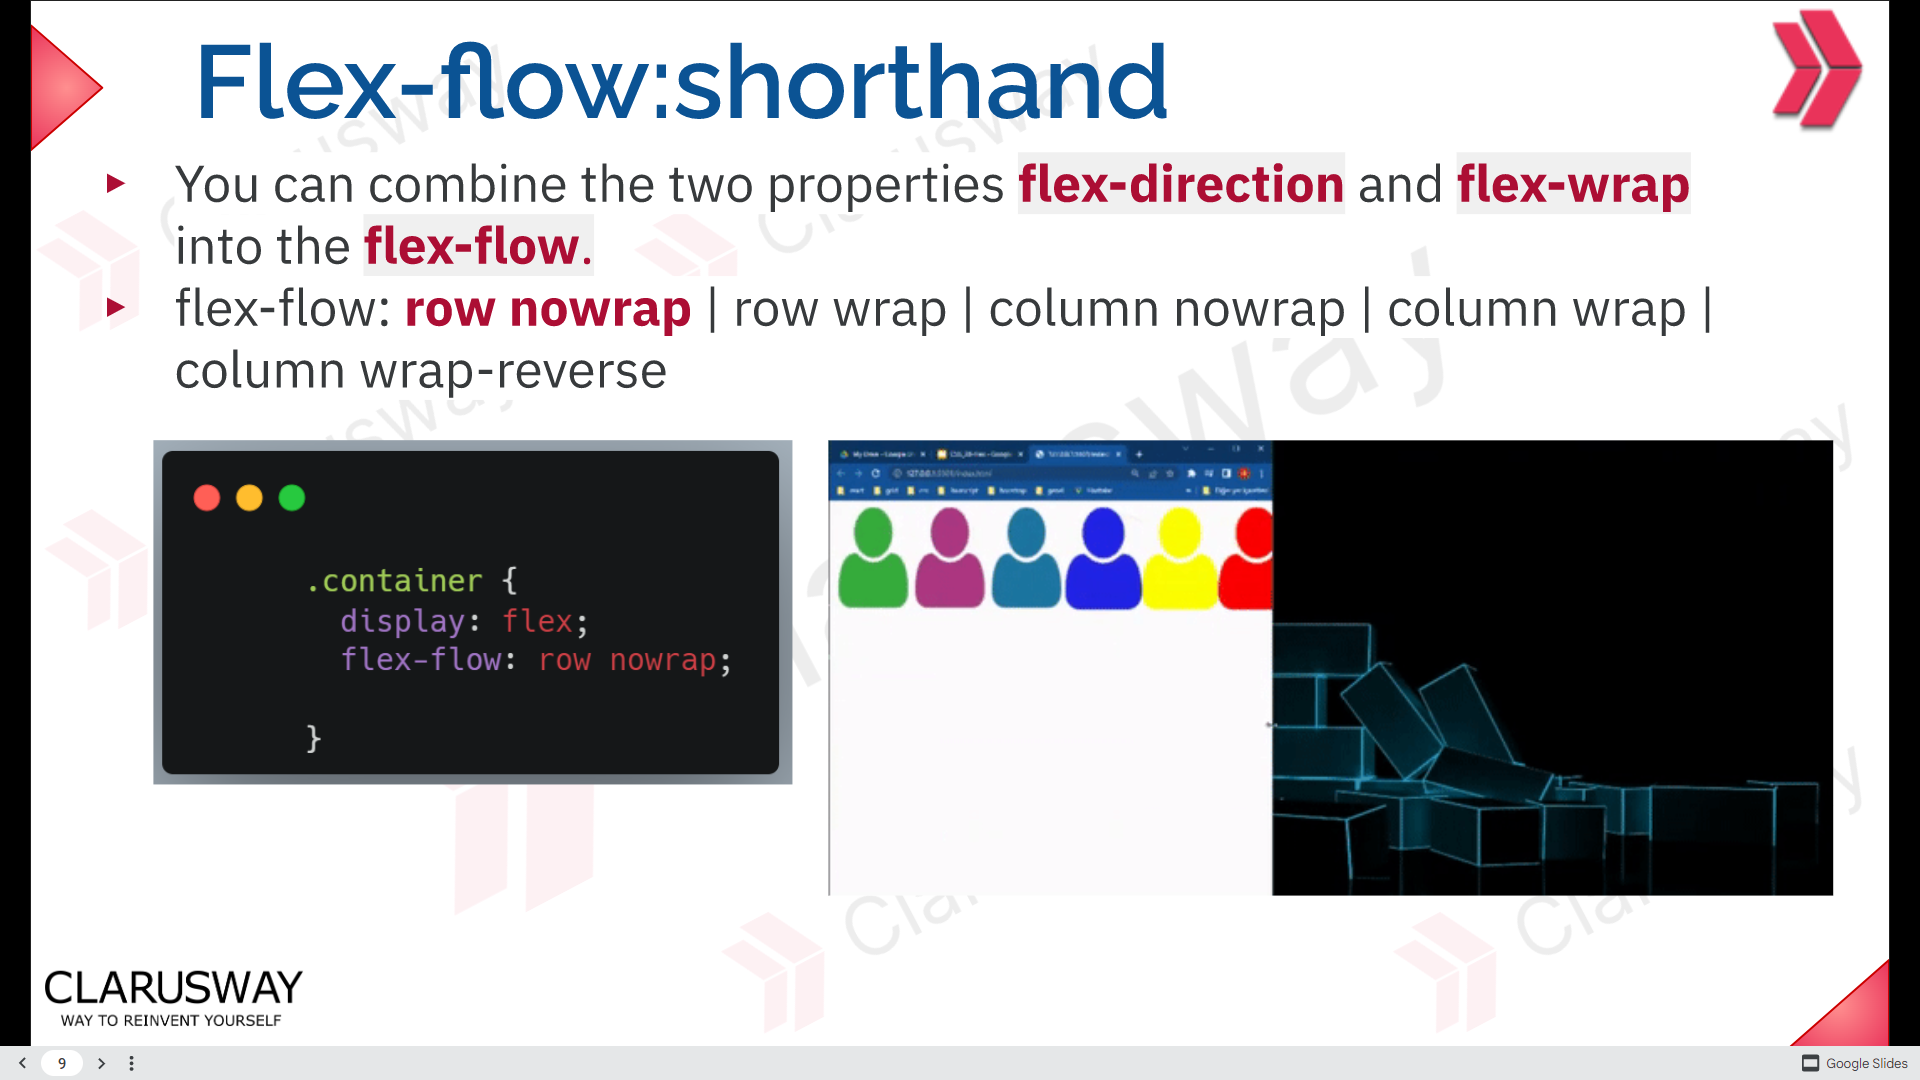 Flex-flow:shorthand
You can combine the two properties flex-direction and flex-wrap
into the flex-flow.
flex-flow: row nowrap | row wrap | column nowrap | column wrap |
column wrap-reverse
.container {
display: flex;
flex-flow: row nowrap;
}
CLARUSWAY
WAY TO REINVENT YOURSELF
9
Google Slides